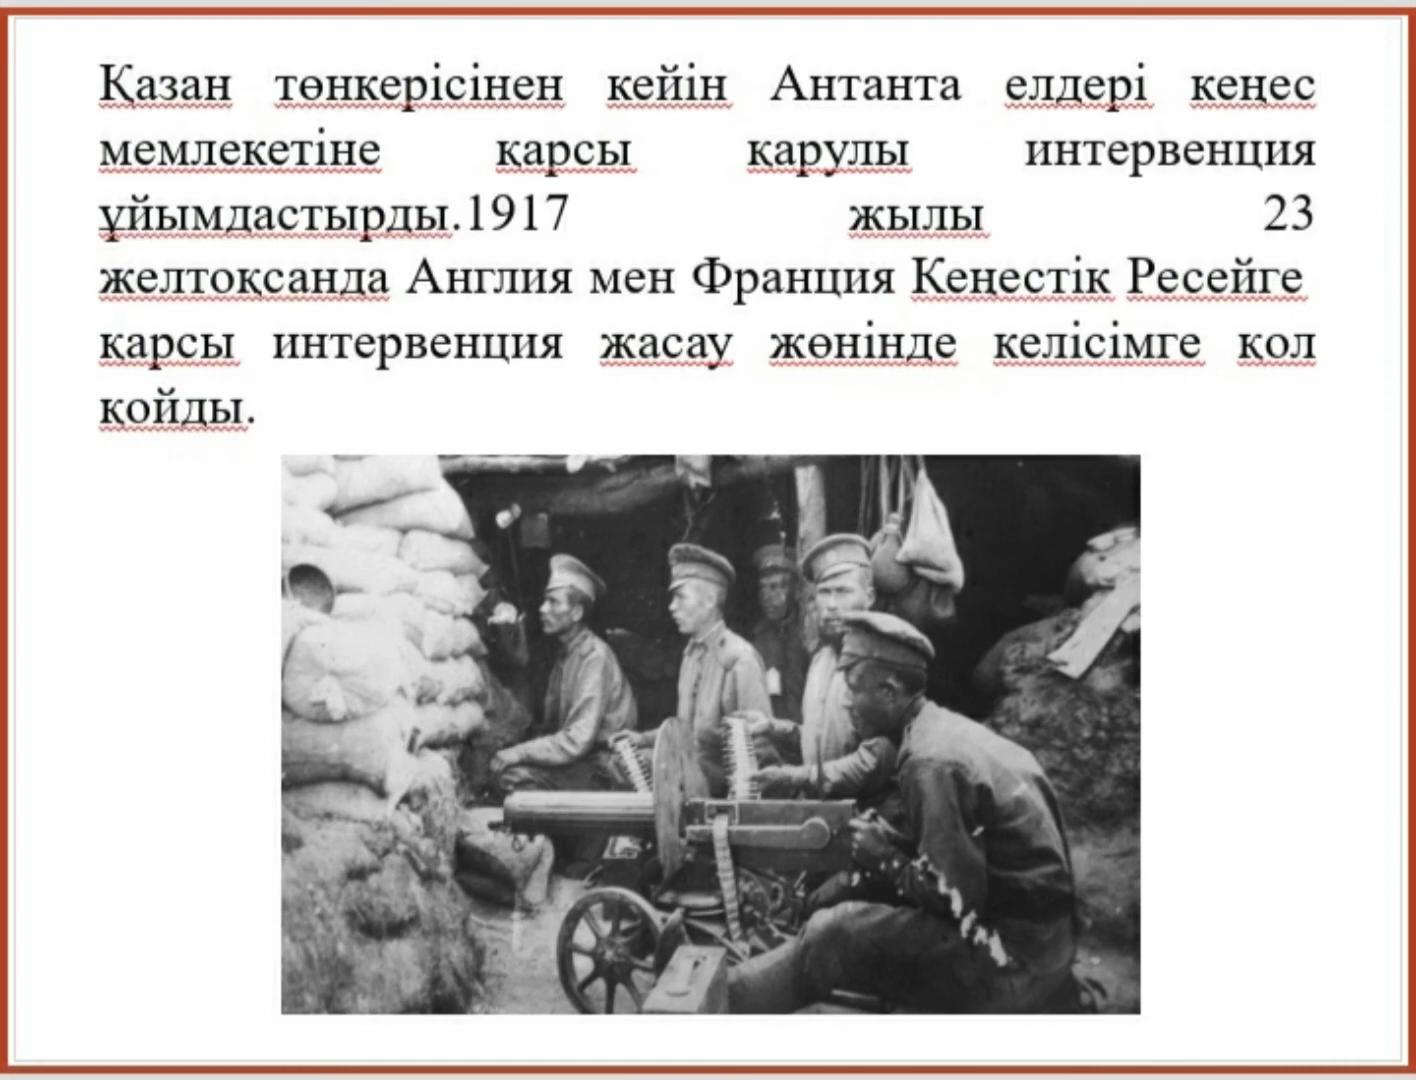 Қазан төнкерісінен кейін Антанта елдері кеңес
мемлекетіне қарсы қарулы интервенция
ұйымдастырды.1917 жылы 23
желтоқсанда Англия мен Франция Кеңестік Ресейге
қарсы интервенция жасау жөнінде келісімге қол
қойды.